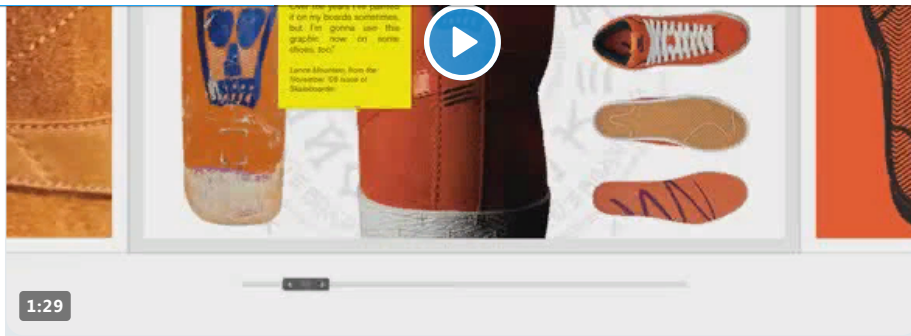 Over the years I've painted
it on my boards sometimes,
but I'm gonna use this
graphic now on some
shoes, too."
Lance Mountain, from the
November '09 issue of
Skateboarder
1:29